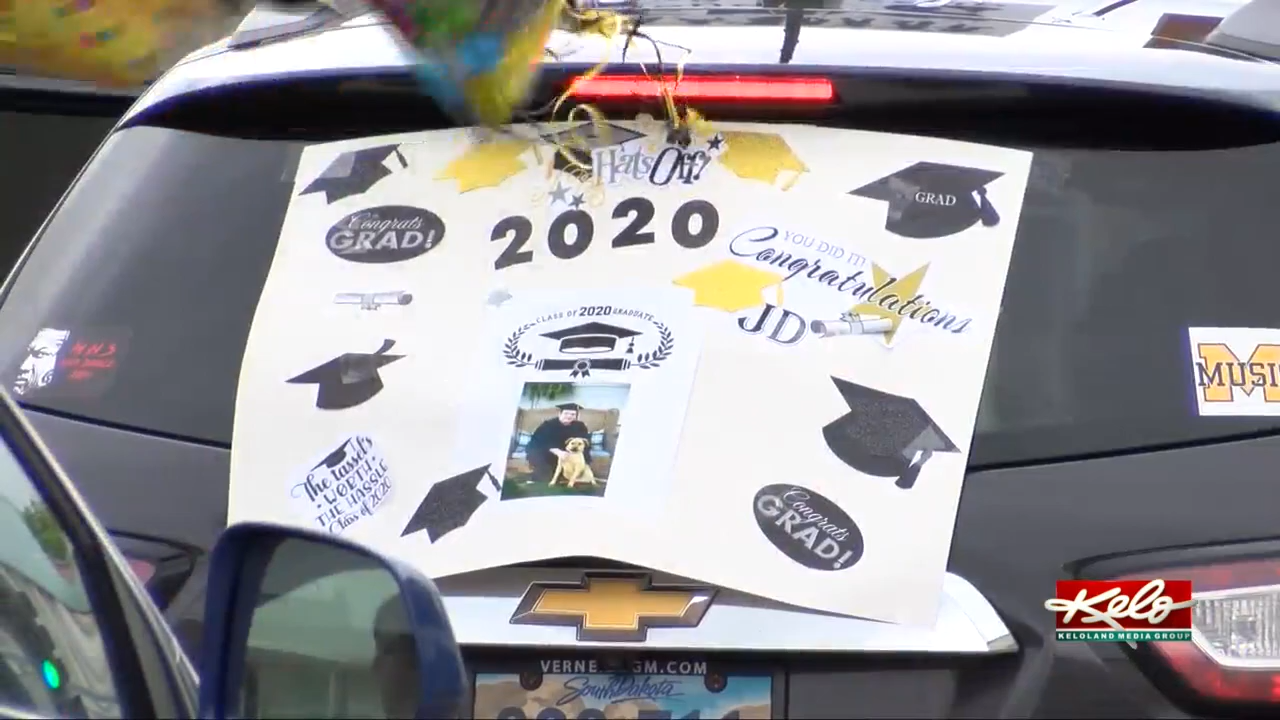 Hats Off!
2020
GRAD
Congrats
GRAD!
YOU DID IT!
Congratulations
JD
CLASS OF 2020 GRADUATE
The Tassel's
WORTH
THE HASSLE
Class of 2020
Congrats
GRAD!
M
MUSI
Kelo
KELOLAND MEDIA GROUP
GM.COM
South Dakota